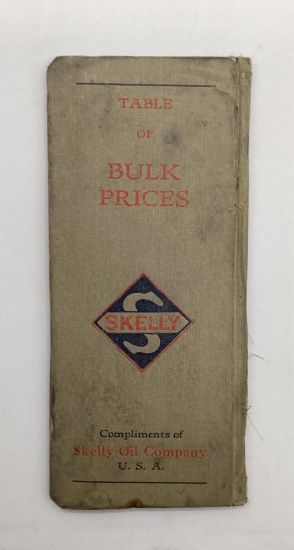 TABLE
OF
BULK
PRICES
S
SKELLY
Compliments of
Skelly Oil Company
U. S. A.